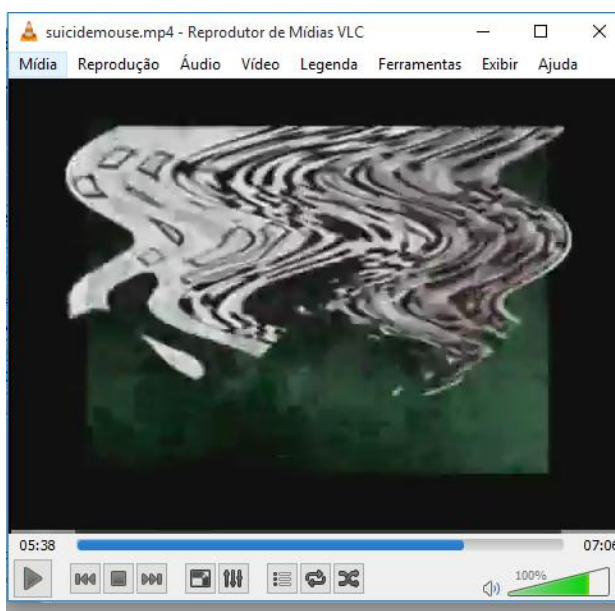 suicidemouse.mp4 - Reprodutor de Mídias VLC
Mídia Reprodução Áudio Vídeo Legenda Ferramentas Exibir Ajuda
05:38 07:06
100%